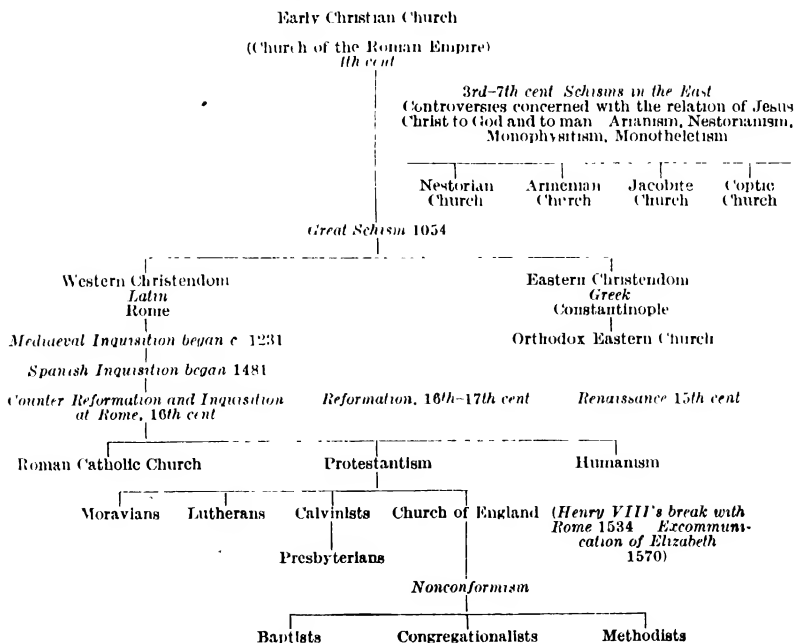 Early Christian Church
(Church of the Roman Empire)
cent
3rd–7th cent Schisms in the East
Controversies concerned with the relation of Jesus
Christ to God and to man Arianism, Nestorianism,
Monophysitism, Monotheletism
Nestorian Church
Armenian Church
Jacobite Church
Coptic Church
Great Schism 1054
Western Christendom
Latin
Rome
Eastern Christendom
Greek
Constantinople
Mediaeval Inquisition began c 1231
Orthodox Eastern Church
Spanish Inquisition began 1481
Counter Reformation and Inquisition
at Rome, 16th cent
Reformation, 16th–17th cent
Renaissance 15th cent
Roman Catholic Church
Protestantism
Humanism
Moravians
Lutherans
Calvinists
Church of England
(Henry VIII's break with
Rome 1534 Excommuni-
cation of Elizabeth
1570)
Presbyterians
Nonconformism
Baptists
Congregationalists
Methodists